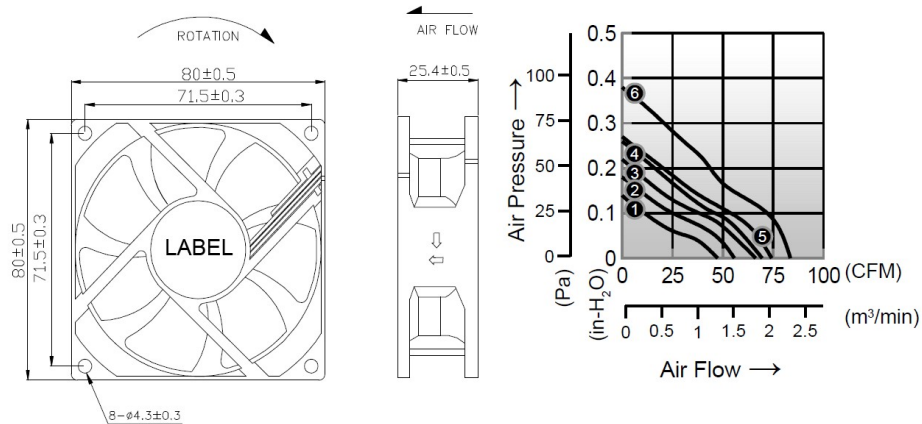 ROTATION
80±0.5
71.5±0.3
80±0.5
71.5±0.3
LABEL
8-ø4.3±0.3
AIR FLOW
25.4±0.5
Air Pressure →
100
75
50
25
0
(Pa)
0.5
0.4
0.3
0.2
0.1
0
(in-H₂O)
6
4
3
2
1
5
0 25 50 75 100 (CFM)
0 0.5 1 1.5 2 2.5 (m³/min)
Air Flow →